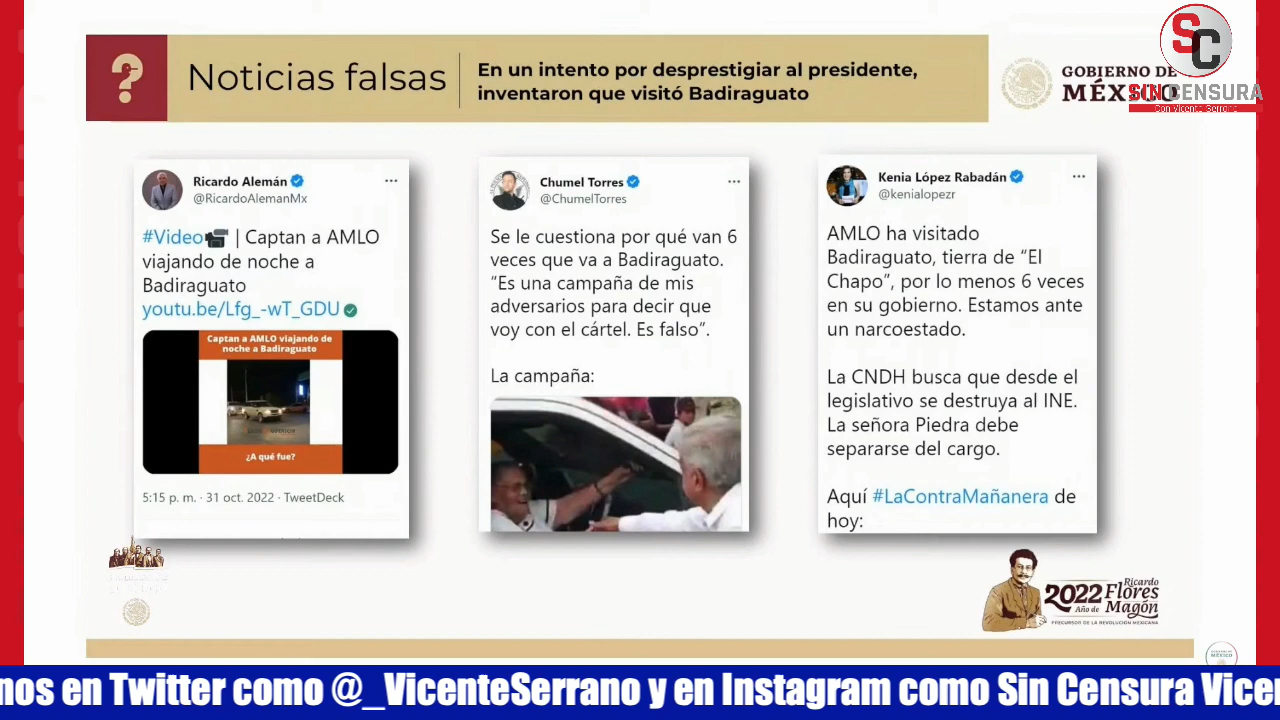 ?
Noticias falsas
En un intento por desprestigiar al presidente,
inventaron que visitó Badiraguato
GOBIERNO DE
MÉXICO
SC
SIN CENSURA
Con Vicente Serrano
Ricardo Alemán
@RicardoAlemanMx
#Video | Captan a AMLO
viajando de noche a
Badiraguato
youtu.be/Lfg_-wT_GDU
Captan a AMLO viajando de
noche a Badiraguato
¿A qué fue?
5:15 p. m. · 31 oct. 2022 · TweetDeck
Chumel Torres
@ChumelTorres
Se le cuestiona por qué van 6
veces que va a Badiraguato.
“Es una campaña de mis
adversarios para decir que
voy con el cártel. Es falso”.
La campaña:
Kenia López Rabadán
@kenialopezr
AMLO ha visitado
Badiraguato, tierra de “El
Chapo”, por lo menos 6 veces
en su gobierno. Estamos ante
un narcoestado.
La CNDH busca que desde el
legislativo se destruya al INE.
La señora Piedra debe
separarse del cargo.
Aquí #LaContraMañanera de
hoy:
2022 Ricardo
Flores
Año de Magón
PRECURSOR DE LA REVOLUCIÓN MEXICANA
GOBIERNO DE
MÉXICO
nos en Twitter como @_VicenteSerrano y en Instagram como Sin Censura Vicen